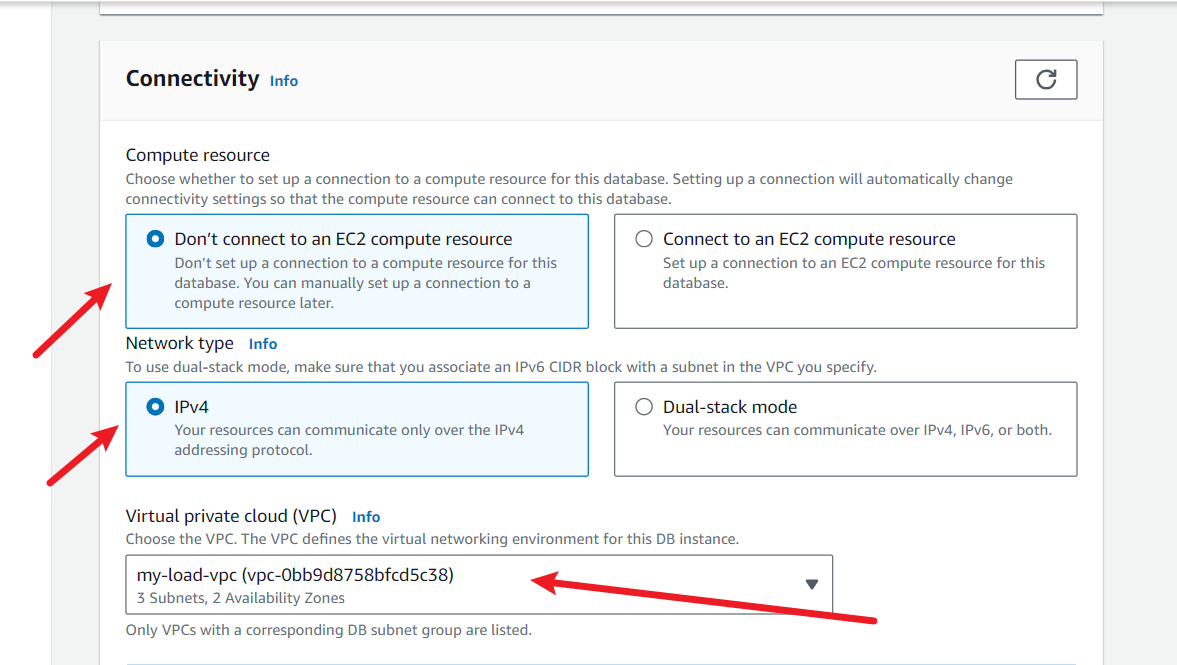 Connectivity Info
Compute resource
Choose whether to set up a connection to a compute resource for this database. Setting up a connection will automatically change
connectivity settings so that the compute resource can connect to this database.
Don’t connect to an EC2 compute resource
Don’t set up a connection to a compute resource for this
database. You can manually set up a connection to a
compute resource later.
Connect to an EC2 compute resource
Set up a connection to an EC2 compute resource for this
database.
Network type Info
To use dual-stack mode, make sure that you associate an IPv6 CIDR block with a subnet in the VPC you specify.
IPv4
Your resources can communicate only over the IPv4
addressing protocol.
Dual-stack mode
Your resources can communicate over IPv4, IPv6, or both.
Virtual private cloud (VPC) Info
Choose the VPC. The VPC defines the virtual networking environment for this DB instance.
my-load-vpc (vpc-0bb9d8758bfcd5c38)
3 Subnets, 2 Availability Zones
Only VPCs with a corresponding DB subnet group are listed.